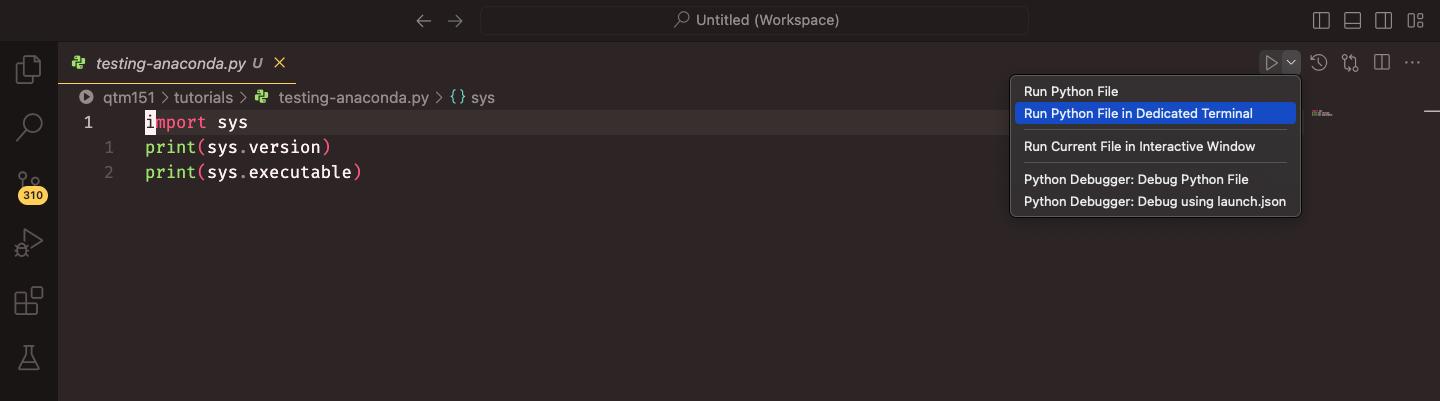 Untitled (Workspace)
testing-anaconda.py U
qtm151 > tutorials > testing-anaconda.py > {} sys
1 import sys
1 print(sys.version)
2 print(sys.executable)
310
Run Python File
Run Python File in Dedicated Terminal
Run Current File in Interactive Window
Python Debugger: Debug Python File
Python Debugger: Debug using launch.json